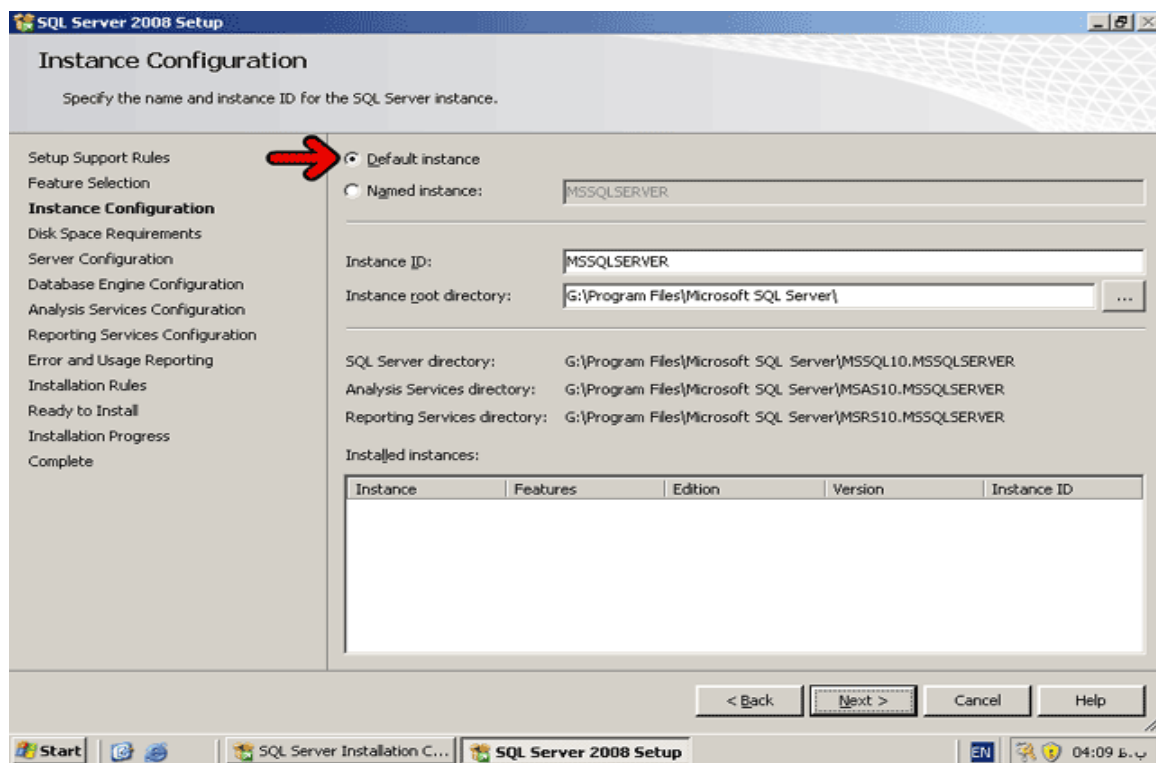 SQL Server 2008 Setup
Instance Configuration
Specify the name and instance ID for the SQL Server instance.
Setup Support Rules
Feature Selection
Instance Configuration
Disk Space Requirements
Server Configuration
Database Engine Configuration
Analysis Services Configuration
Reporting Services Configuration
Error and Usage Reporting
Installation Rules
Ready to Install
Installation Progress
Complete
Default instance
Named instance: MSSQLSERVER
Instance ID: MSSQLSERVER
Instance root directory: G:\Program Files\Microsoft SQL Server\ ...
SQL Server directory: G:\Program Files\Microsoft SQL Server\MSSQL10.MSSQLSERVER
Analysis Services directory: G:\Program Files\Microsoft SQL Server\MSAS10.MSSQLSERVER
Reporting Services directory: G:\Program Files\Microsoft SQL Server\MSRS10.MSSQLSERVER
Installed instances:
Instance Features Edition Version Instance ID
< Back Next > Cancel Help
Start SQL Server Installation C... SQL Server 2008 Setup EN 04:09 ب.ظ